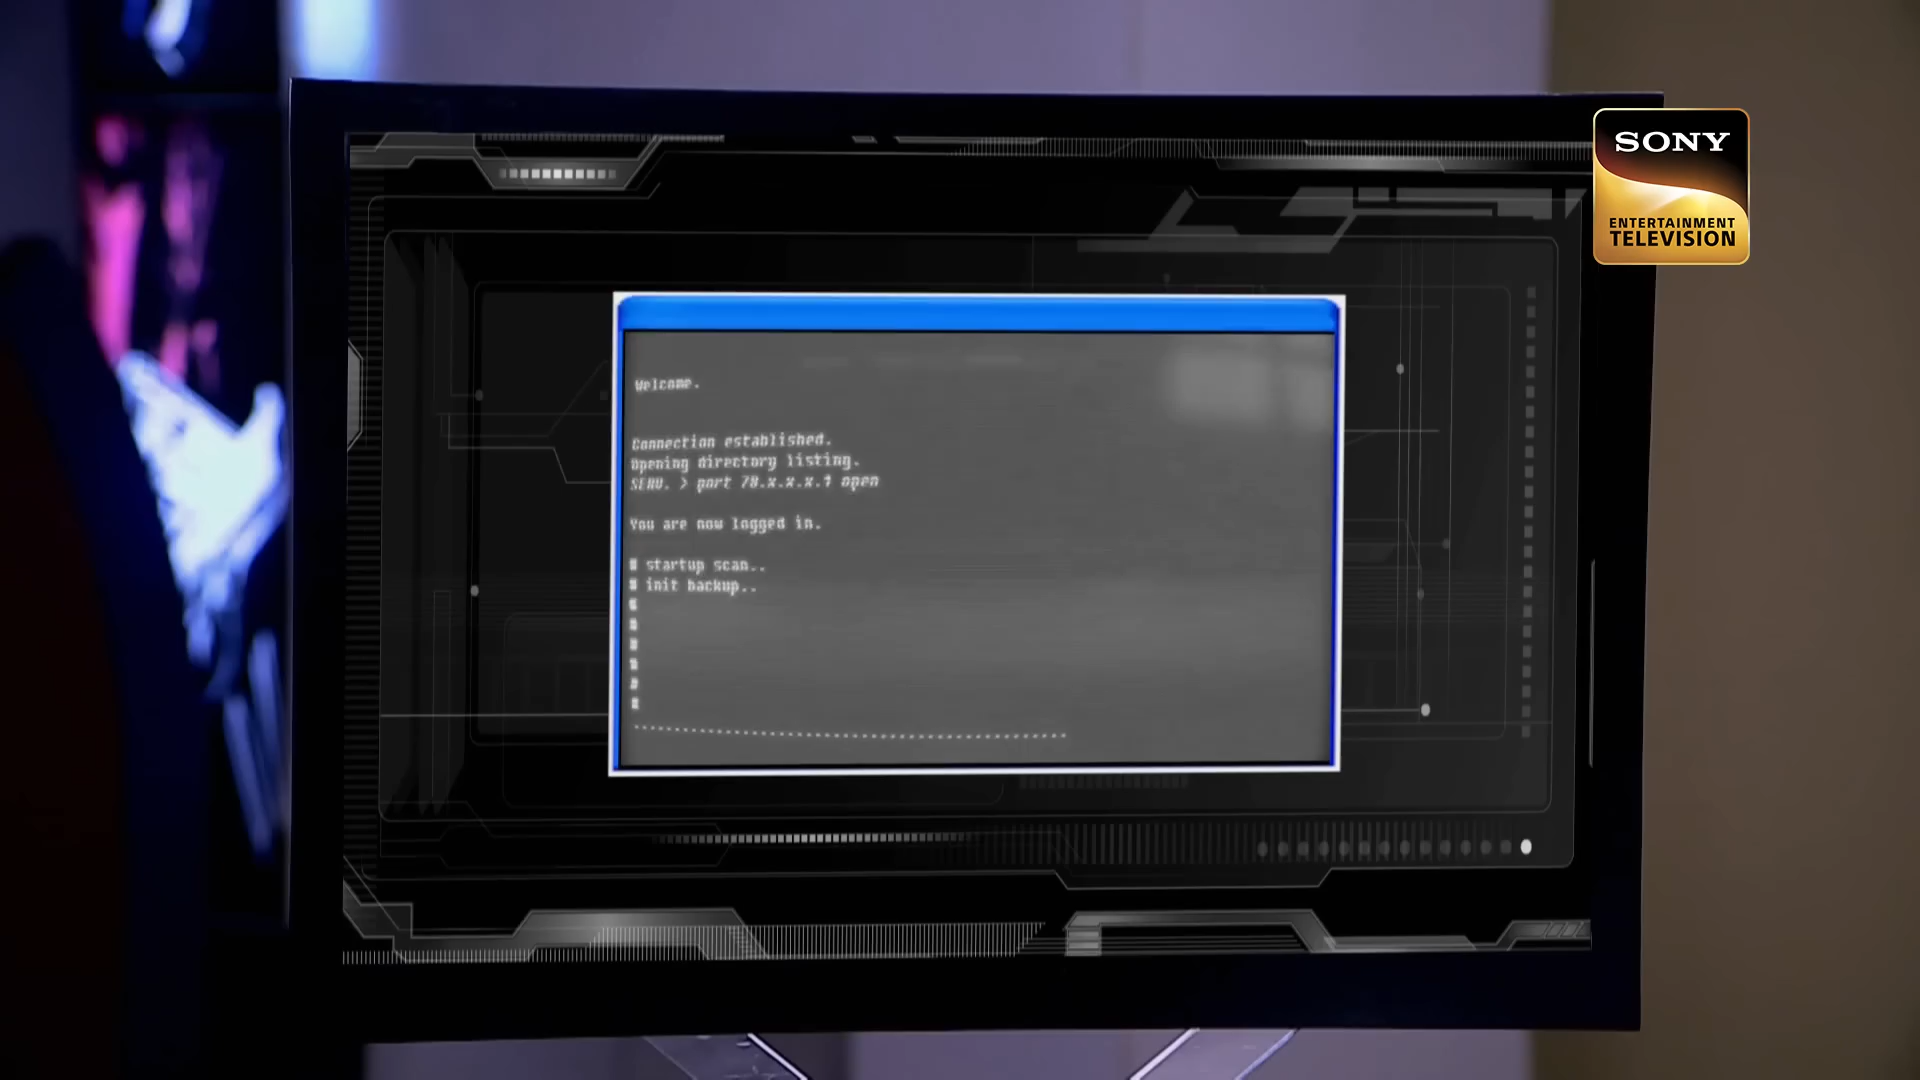 SONY
ENTERTAINMENT
TELEVISION
Welcome.
Connection established.
Opening directory listing.
SERV. > port 78.x.x.x.1 open
You are now logged in.
# startup scan..
# init backup..
#
#
#
#
#
#